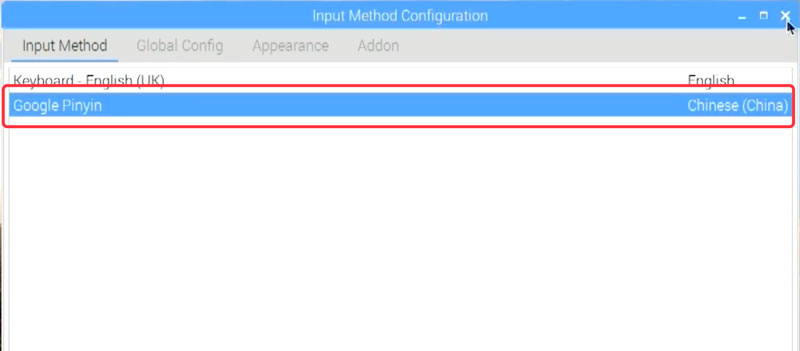 Input Method Configuration
Input Method Global Config Appearance Addon
Keyboard - English (UK) English
Google Pinyin Chinese (China)